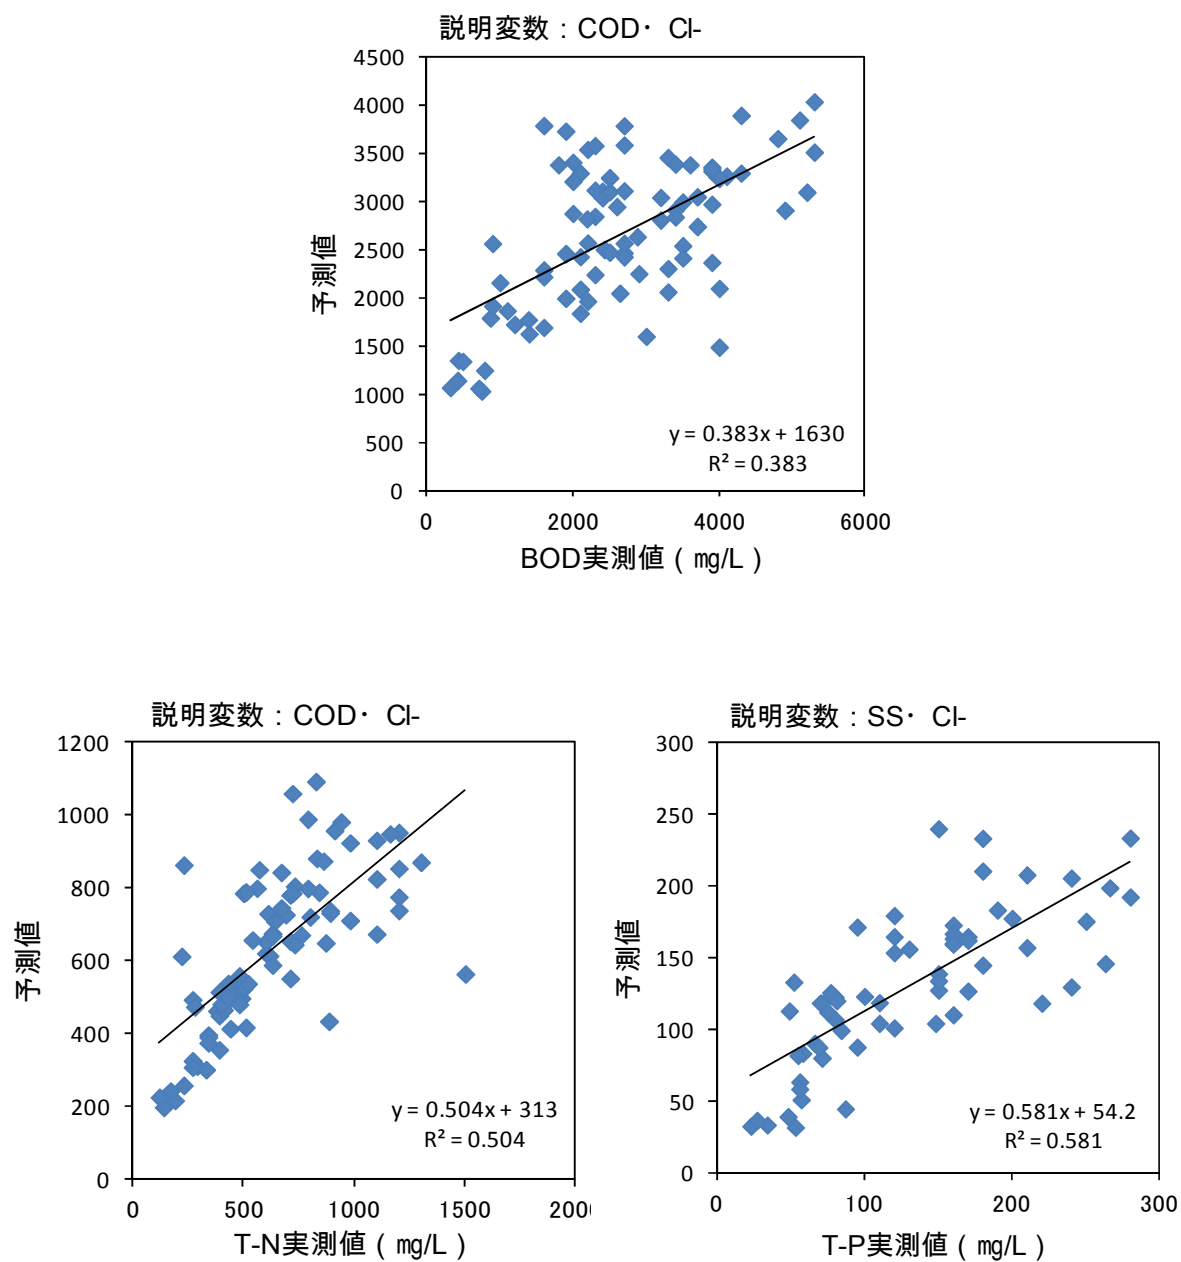 説明変数：COD・ Cl-
4500
4000
3500
3000
2500
2000
1500
1000
500
0
予測値
y = 0.383x + 1630
R² = 0.383
0 2000 4000 6000
BOD実測値（ ㎎/L ）
説明変数：COD・ Cl-
1200
1000
800
600
400
200
0
予測値
y = 0.504x + 313
R² = 0.504
0 500 1000 1500 200
T-N実測値（ ㎎/L ）
説明変数：SS・ Cl-
300
250
200
150
100
50
0
予測値
y = 0.581x + 54.2
R² = 0.581
0 100 200 300
T-P実測値（ ㎎/L ）